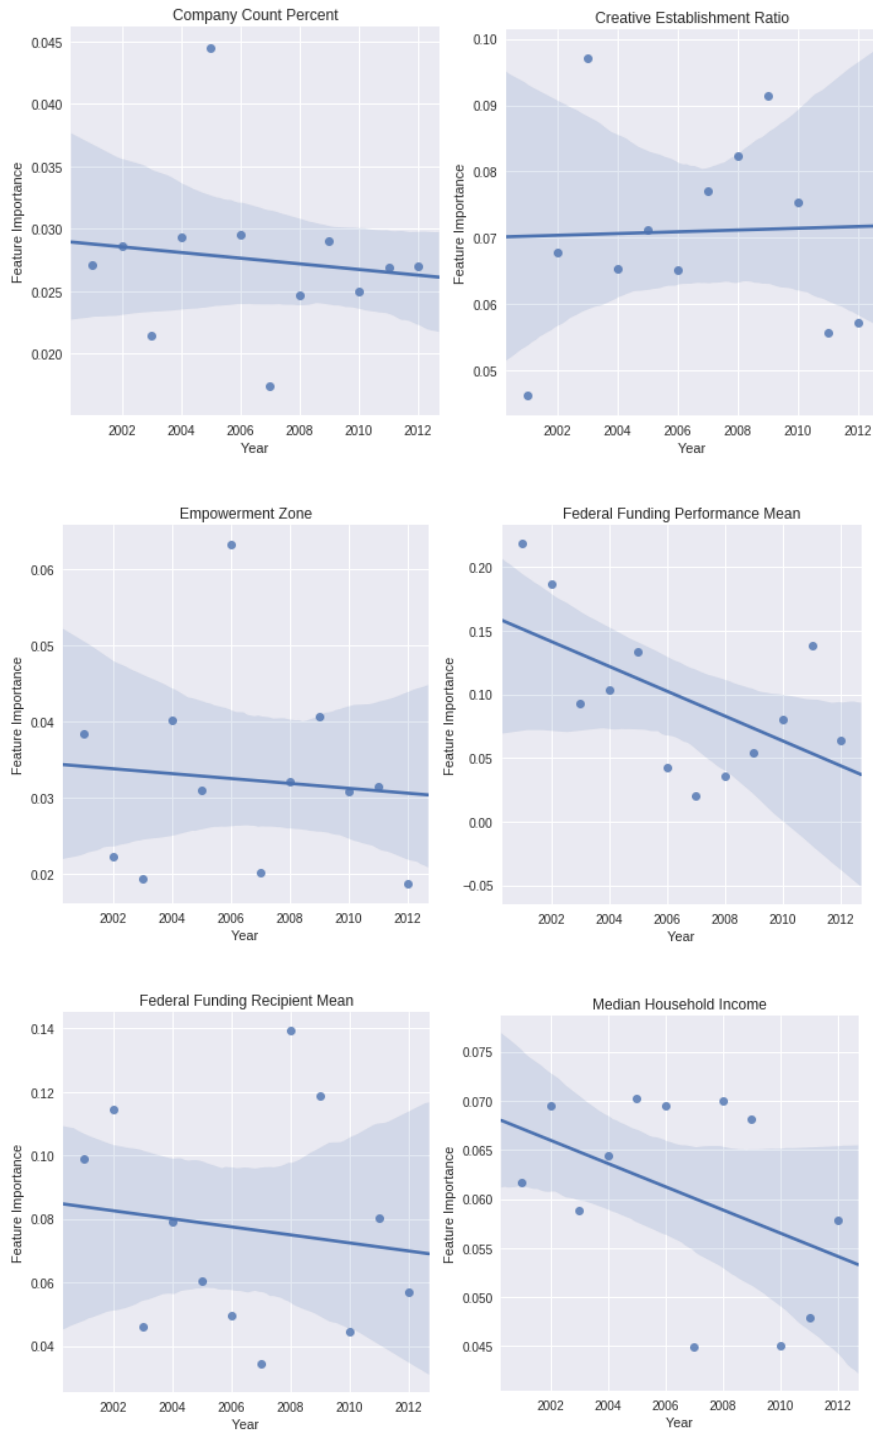 Company Count Percent
Feature Importance
0.045
0.040
0.035
0.030
0.025
0.020
2002 2004 2006 2008 2010 2012
Year
Creative Establishment Ratio
Feature Importance
0.10
0.09
0.08
0.07
0.06
0.05
2002 2004 2006 2008 2010 2012
Year
Empowerment Zone
Feature Importance
0.06
0.05
0.04
0.03
0.02
2002 2004 2006 2008 2010 2012
Year
Federal Funding Performance Mean
Feature Importance
0.20
0.15
0.10
0.05
0.00
−0.05
2002 2004 2006 2008 2010 2012
Year
Federal Funding Recipient Mean
Feature Importance
0.14
0.12
0.10
0.08
0.06
0.04
2002 2004 2006 2008 2010 2012
Year
Median Household Income
Feature Importance
0.075
0.070
0.065
0.060
0.055
0.050
0.045
2002 2004 2006 2008 2010 2012
Year